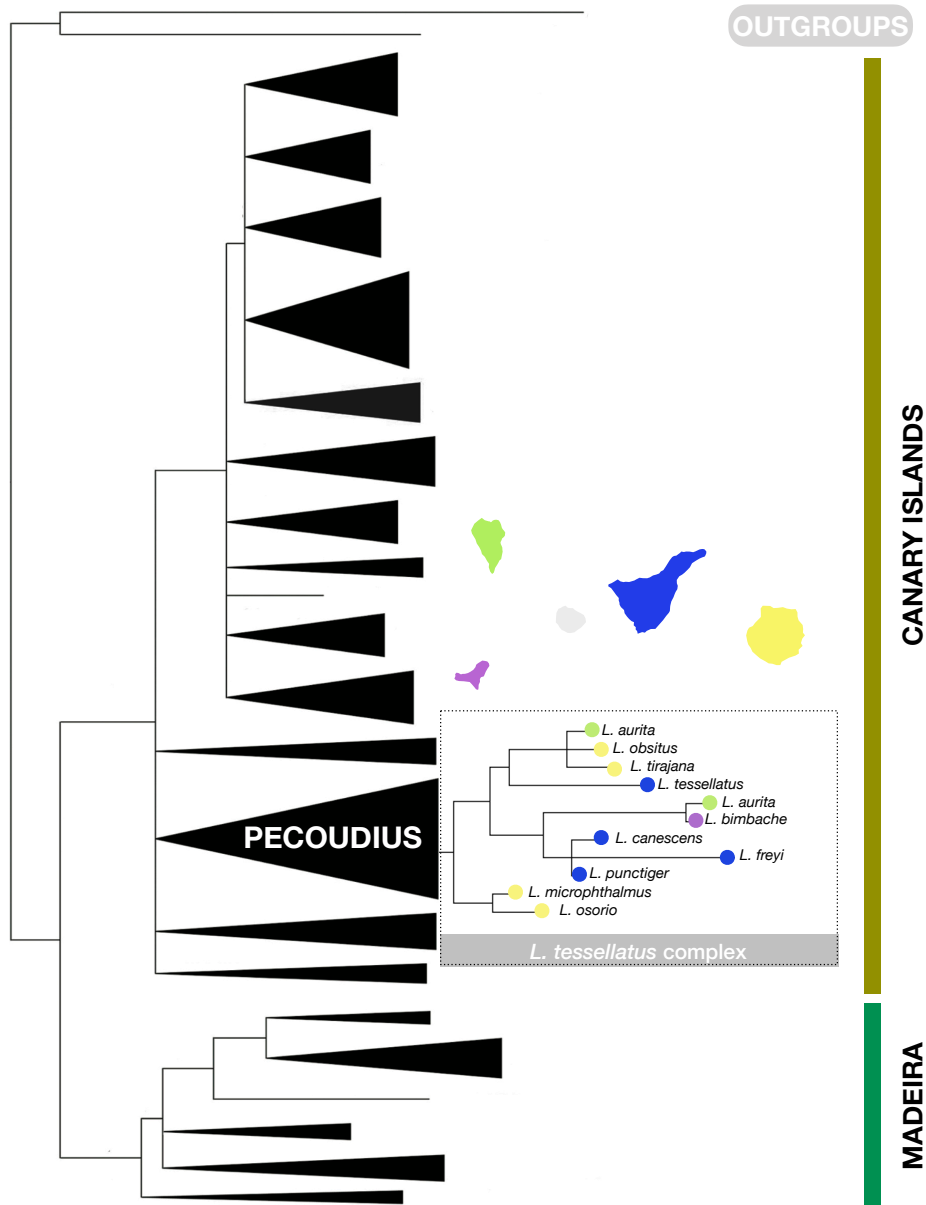 OUTGROUPS
CANARY ISLANDS
L. aurita
L. obsitus
L. tirajana
L. tessellatus
L. aurita
L. bimbache
L. canescens
L. freyi
L. punctiger
L. microphthalmus
L. osorio
PECOUDIUS
L. tessellatus complex
MADEIRA